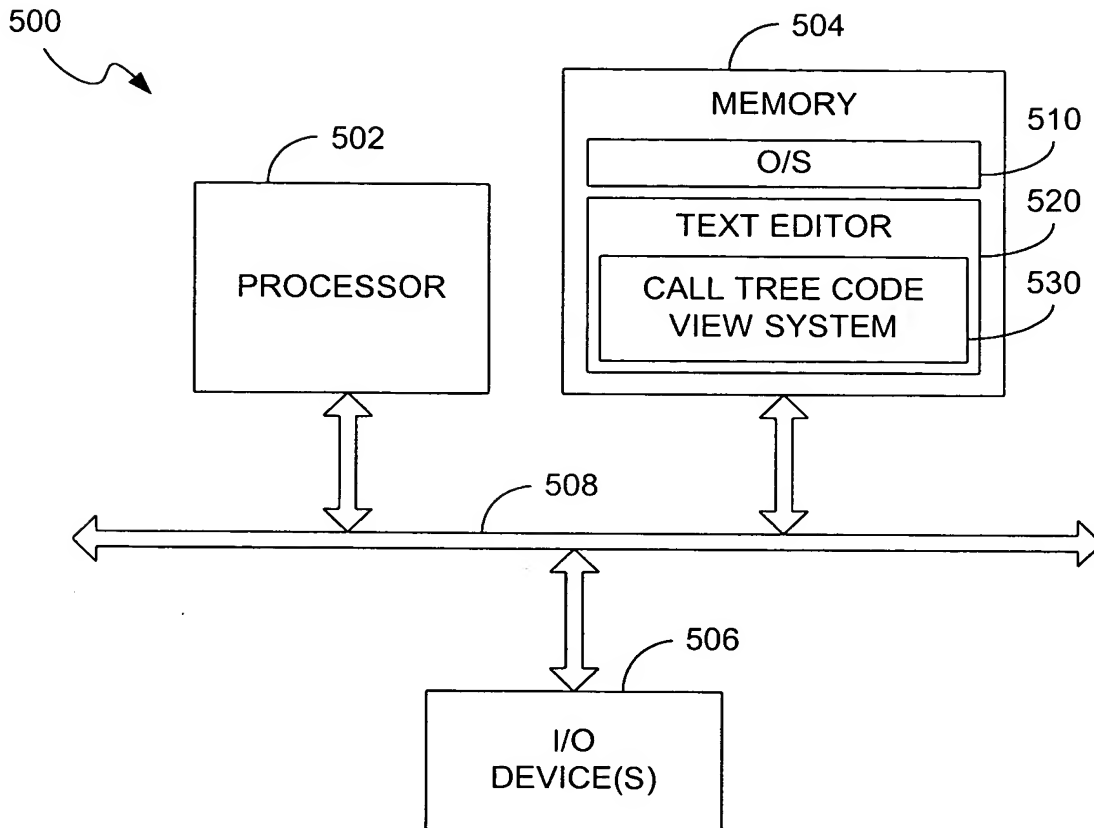 500
504
MEMORY
510
O/S
502
520
TEXT EDITOR
PROCESSOR
CALL TREE CODE
VIEW SYSTEM
530
508
506
I/O
DEVICE(S)